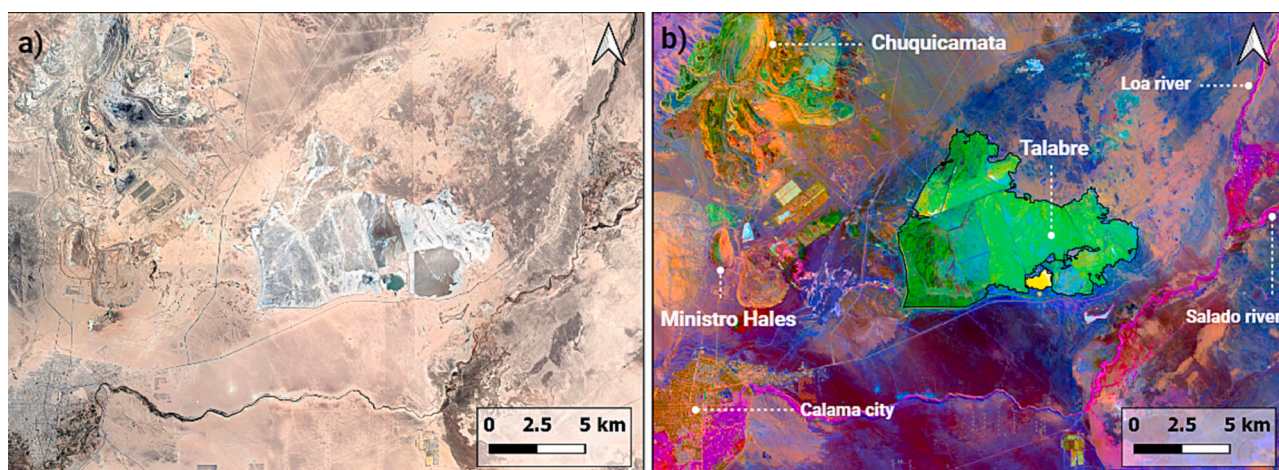 a)
0 2.5 5 km
b)
Chuquicamata
Loa river
Talabre
Ministro Hales
Salado river
Calama city
0 2.5 5 km